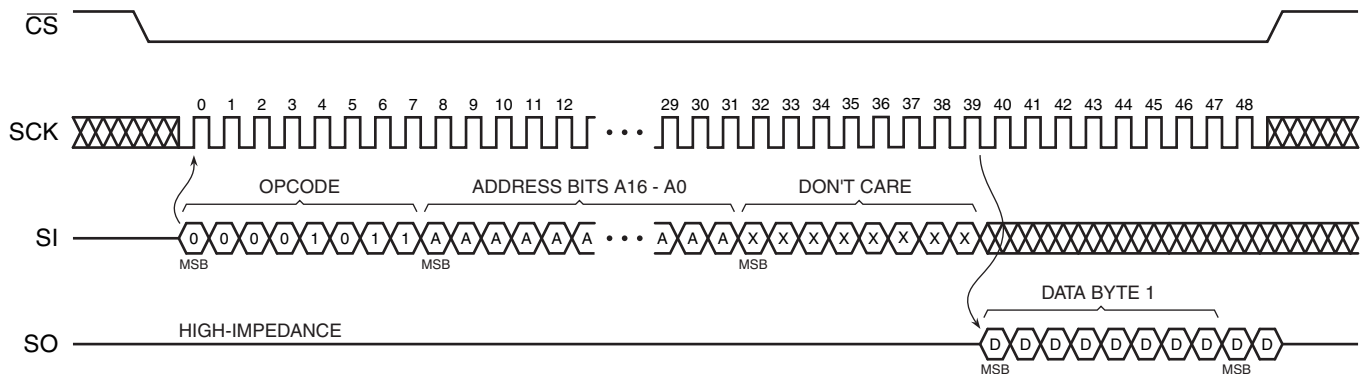 CS
0 1 2 3 4 5 6 7 8 9 10 11 12 29 30 31 32 33 34 35 36 37 38 39 40 41 42 43 44 45 46 47 48
SCK
OPCODE ADDRESS BITS A16 - A0 DON'T CARE
SI 0 0 0 0 1 0 1 1 A A A A A A A A A X X X X X X X X
MSB MSB MSB
DATA BYTE 1
HIGH-IMPEDANCE
SO D D D D D D D D D D
MSB MSB